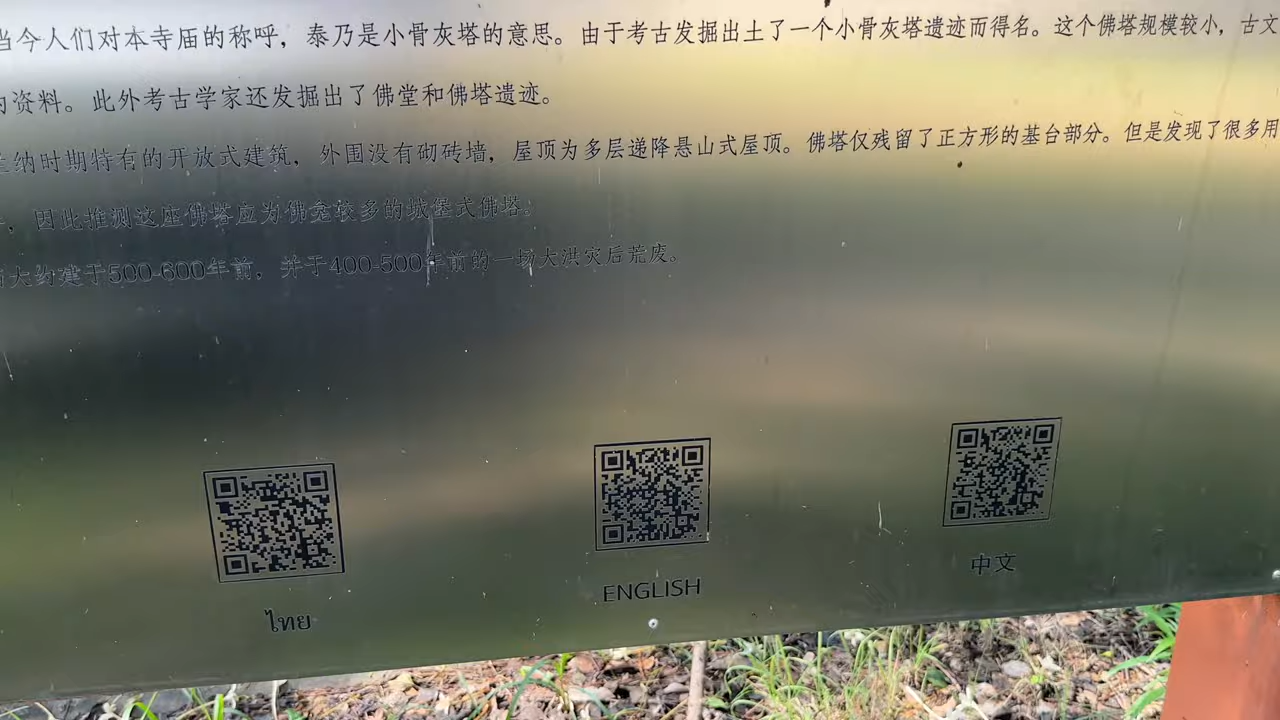 当今人们对本寺庙的称呼，泰乃是小骨灰塔的意思。由于考古发掘出土了一个小骨灰塔遗迹而得名。这个佛塔规模较小，古文
资料。此外考古学家还发掘出了佛堂和佛塔遗迹。
纳时期特有的开放式建筑，外围没有砌砖墙，屋顶为多层递降悬山式屋顶。佛塔仅残留了正方形的基台部分。但是发现了很多用
，因此推测这座佛塔应为佛龛较多的城堡式佛塔。
大约建于500-600年前，并于400-500年前的一场大洪灾后荒废。
ไทย
ENGLISH
中文